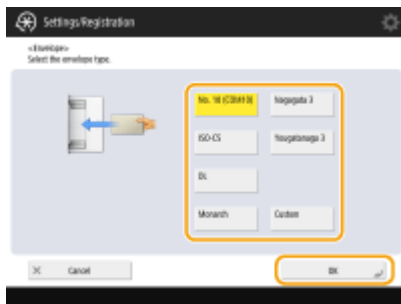 Settings/Registration
<Envelope>
Select the envelope type.
No. 10 (COM10)
Nagagata 3
ISO-C5
Yougatanaga 3
DL
Monarch
Custom
Cancel
OK